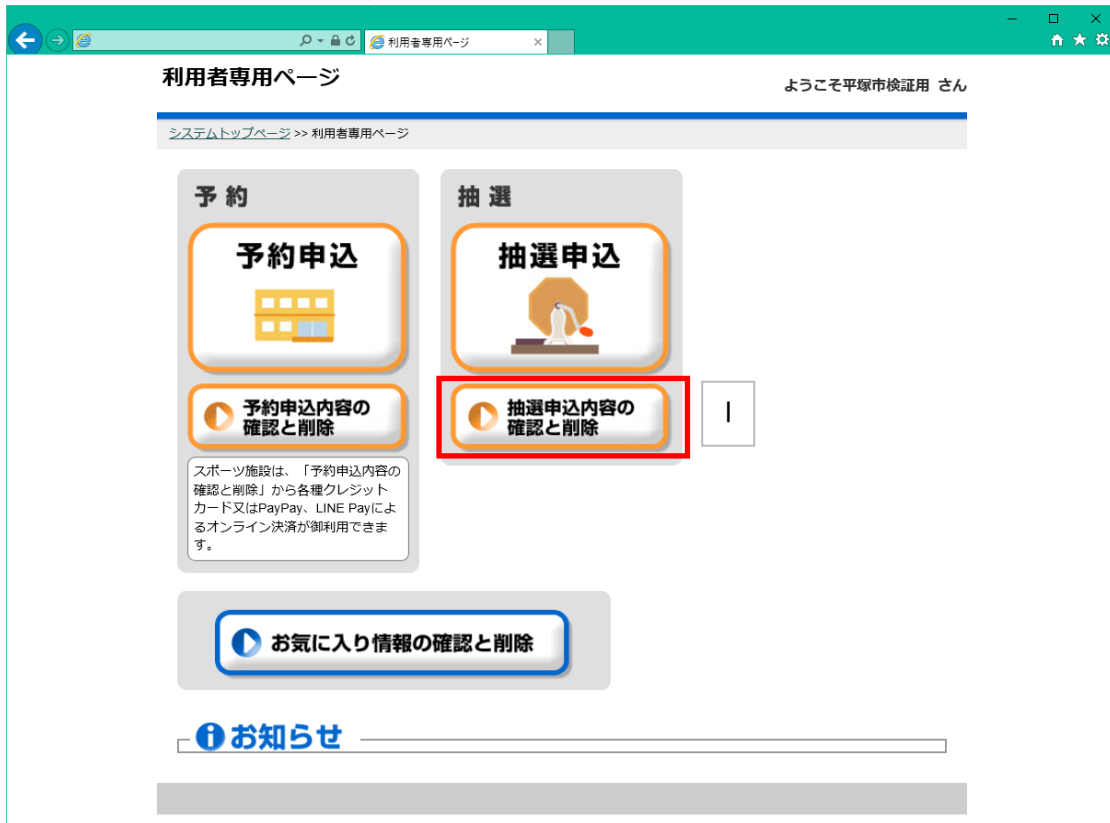 利用者専用ページ
利用者専用ページ
ようこそ平塚市検証用 さん
システムトップページ >> 利用者専用ページ
予 約
予約申込
予約申込内容の
確認と削除
スポーツ施設は、「予約申込内容の
確認と削除」から各種クレジット
カード又はPayPay、LINE Payによ
るオンライン決済が御利用できま
す。
抽 選
抽選申込
抽選申込内容の
確認と削除
l
お気に入り情報の確認と削除
お知らせ